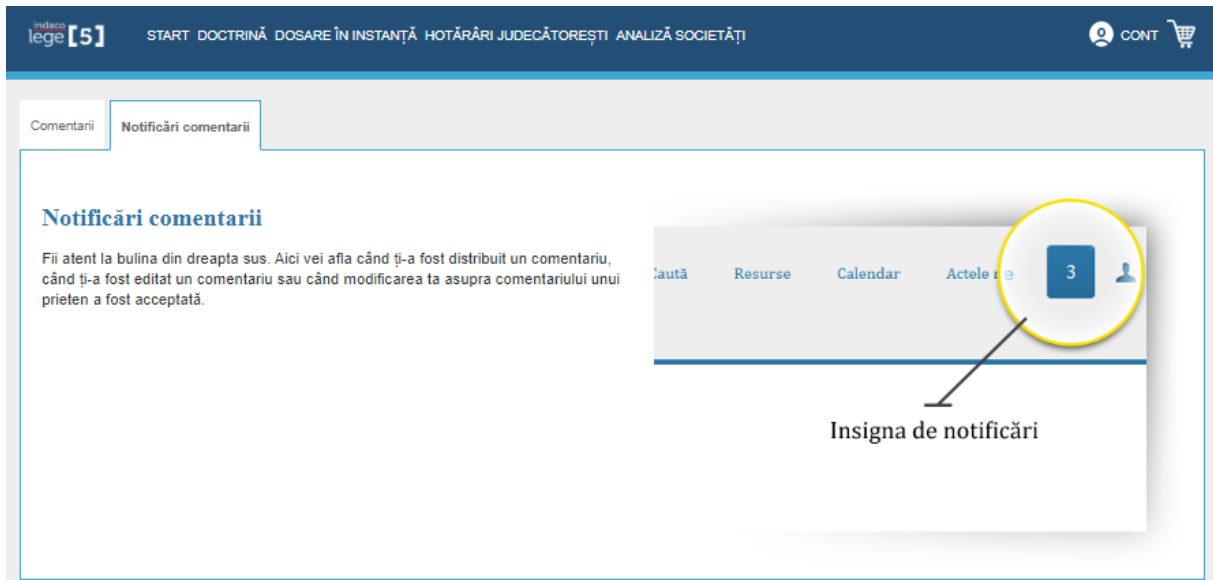 indaco
lege [5]
START DOCTRINĂ DOSARE ÎN INSTANȚĂ HOTĂRÂRI JUDECĂTOREȘTI ANALIZĂ SOCIETĂȚI
CONT
Comentarii
Notificări comentarii
Notificări comentarii
Fii atent la bulina din dreapta sus. Aici vei afla când ți-a fost distribuit un comentariu,
când ți-a fost editat un comentariu sau când modificarea ta asupra comentariului unui
prieten a fost acceptată.
Caută Resurse Calendar Actele me 3
Insigna de notificări